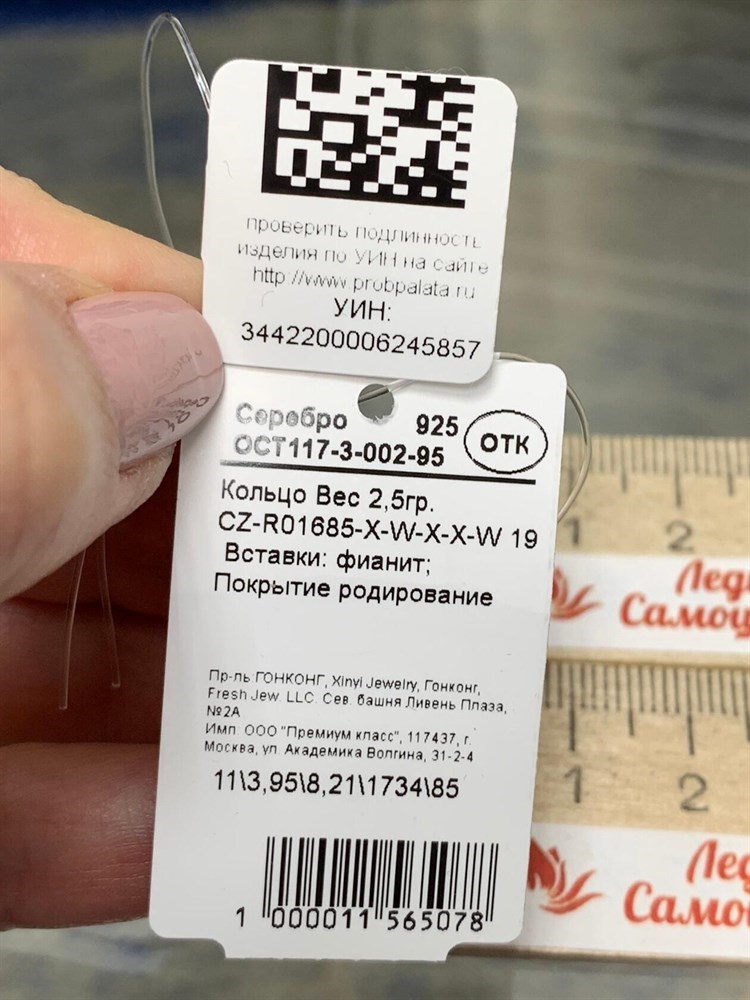 проверить подлинность
изделия по УИН на сайте
http://www probpalata ru
УИН:
3442200006245857
Серебро 925
ОТК
ОСТ117-3-002-95
Кольцо Вес 2,5гр.
CZ-R01685-X-W-X-X-W 19
Вставки: фианит;
Покрытие родирование
Пр-ль ГОНКОНГ, Xinyi Jewelry, Гонконг,
Fresh Jew. LLC. Сев. башня Ливень Плаза,
№2А
Имп. ООО "Премиум класс", 117437, г.
Москва, ул. Академика Волгина, 31-2-4
11\3,95\8,21\1734\85
1 000011 565078
1 2
Самоц
1 2
Само